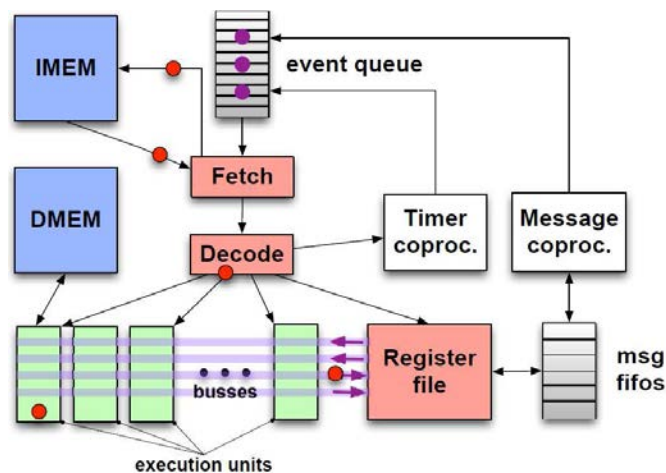 IMEM
event queue
Fetch
DMEM
Timer
coproc.
Message
coproc.
Decode
Register
file
msg
fifos
busses
execution units